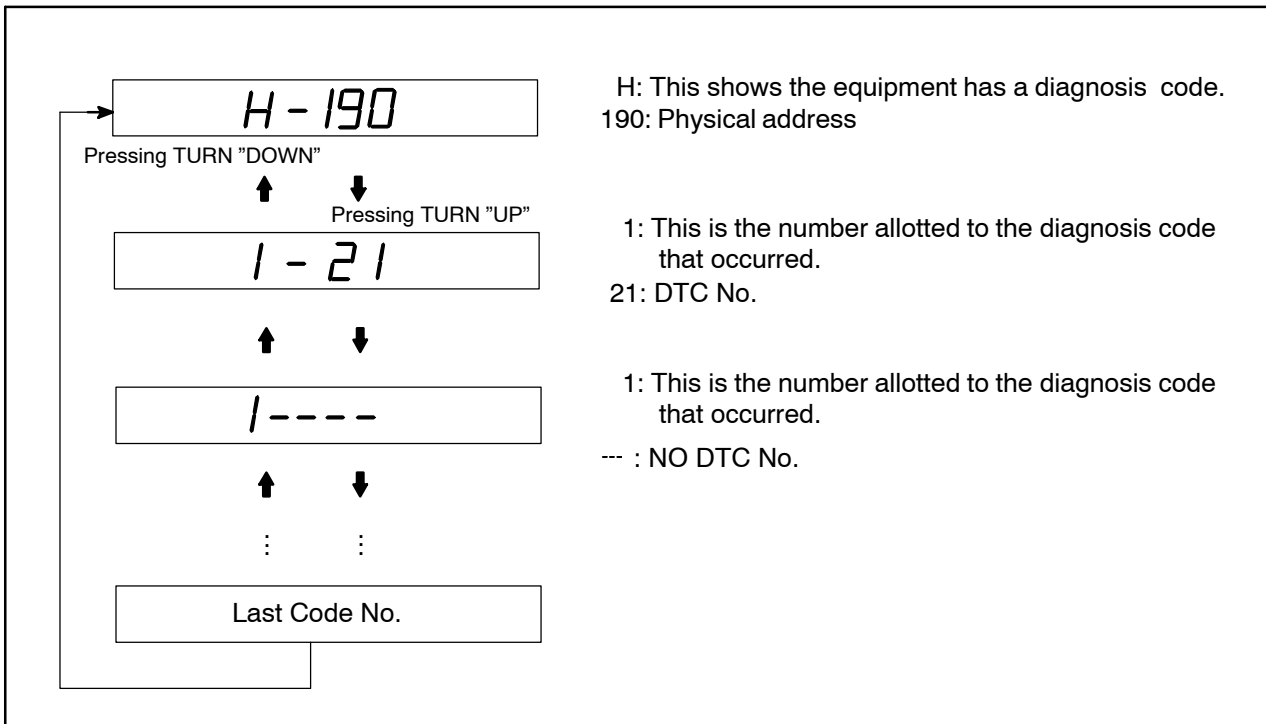 H - 190
H: This shows the equipment has a diagnosis  code.
190: Physical address
Pressing TURN ”DOWN”
Pressing TURN ”UP”
1 - 21
1: This is the number allotted to the diagnosis code
that occurred.
21: DTC No.
1----
1: This is the number allotted to the diagnosis code
that occurred.
--- : NO DTC No.
Last Code No.